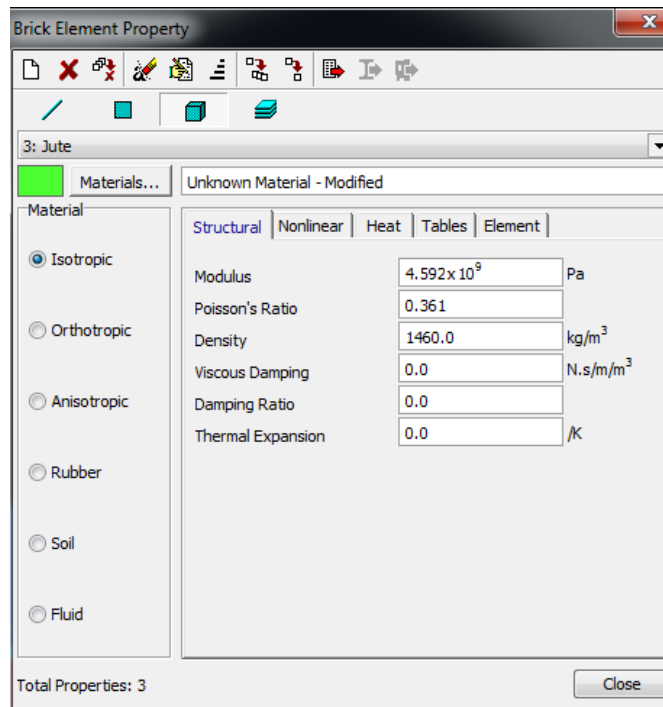 Brick Element Property
3: Jute
Materials...
Unknown Material - Modified
Material
Isotropic
Orthotropic
Anisotropic
Rubber
Soil
Fluid
Structural Nonlinear Heat Tables Element
Modulus 4.592x10⁹ Pa
Poisson's Ratio 0.361
Density 1460.0 kg/m³
Viscous Damping 0.0 N.s/m/m³
Damping Ratio 0.0
Thermal Expansion 0.0 /K
Total Properties: 3
Close